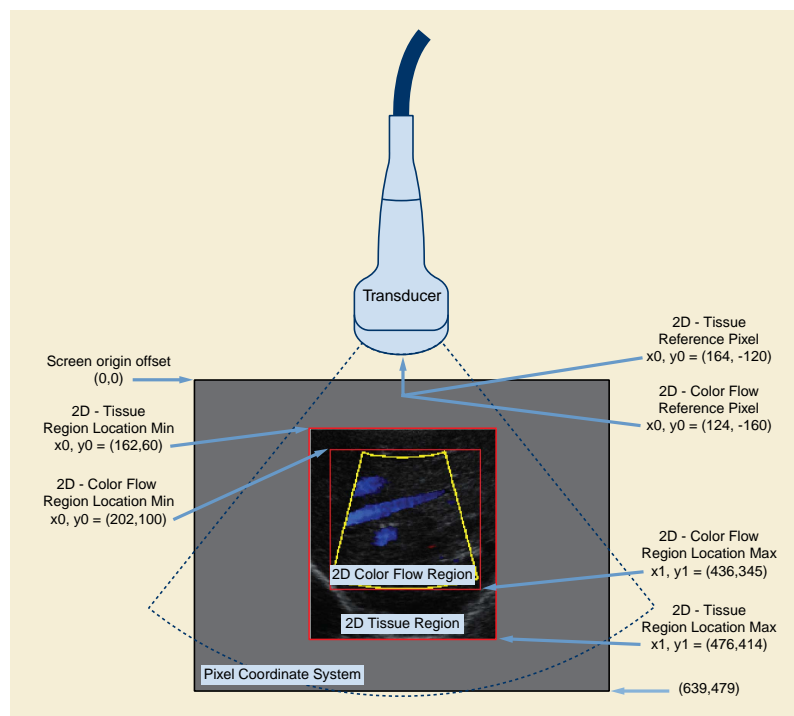 Transducer
2D - Tissue
Reference Pixel
x0, y0 = (164, -120)
Screen origin offset
(0,0)
2D - Color Flow
Reference Pixel
x0, y0 = (124, -160)
2D - Tissue
Region Location Min
x0, y0 = (162,60)
2D - Color Flow
Region Location Min
x0, y0 = (202,100)
2D - Color Flow
Region Location Max
x1, y1 = (436,345)
2D Color Flow Region
2D - Tissue
Region Location Max
x1, y1 = (476,414)
2D Tissue Region
Pixel Coordinate System
(639,479)